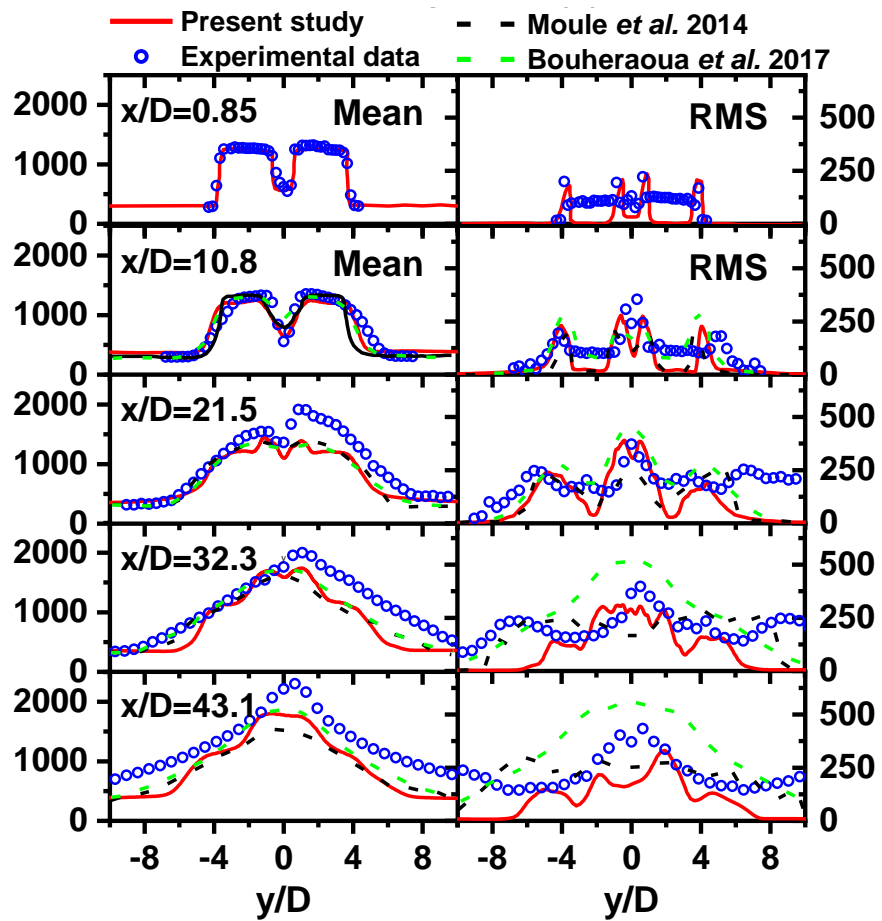 Present study
Moule et al. 2014
Experimental data
Bouheraoua et al. 2017
2000 x/D=0.85 Mean RMS 500
1000 250
0 0
2000 x/D=10.8 Mean RMS 500
1000 250
0 0
2000 x/D=21.5 500
1000 250
0 0
2000 x/D=32.3 500
1000 250
0 0
2000 x/D=43.1 500
1000 250
0 0
-8 -4 0 4 8 -8 -4 0 4 8
y/D y/D